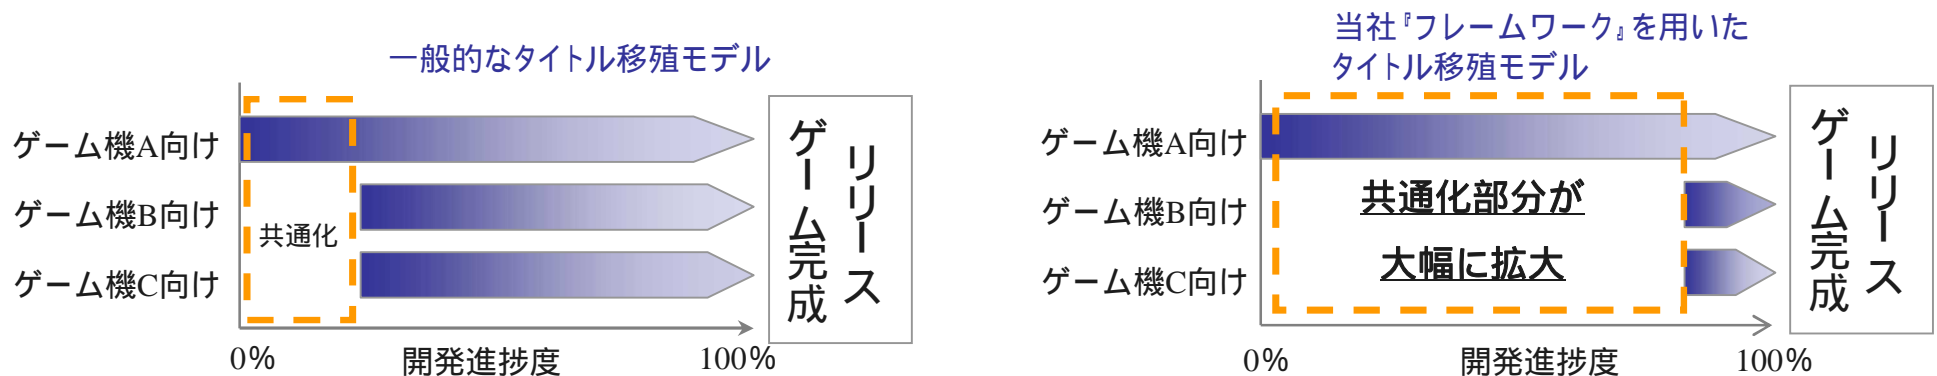 一般的なタイトル移殖モデル
ゲーム機A向け
ゲーム機B向け
ゲーム機C向け
共通化
0%
開発進捗度
100%
ゲーム完成
リリース
当社『フレームワーク』を用いた
タイトル移殖モデル
ゲーム機A向け
ゲーム機B向け
ゲーム機C向け
共通化部分が
大幅に拡大
0%
開発進捗度
100%
ゲーム完成
リリース